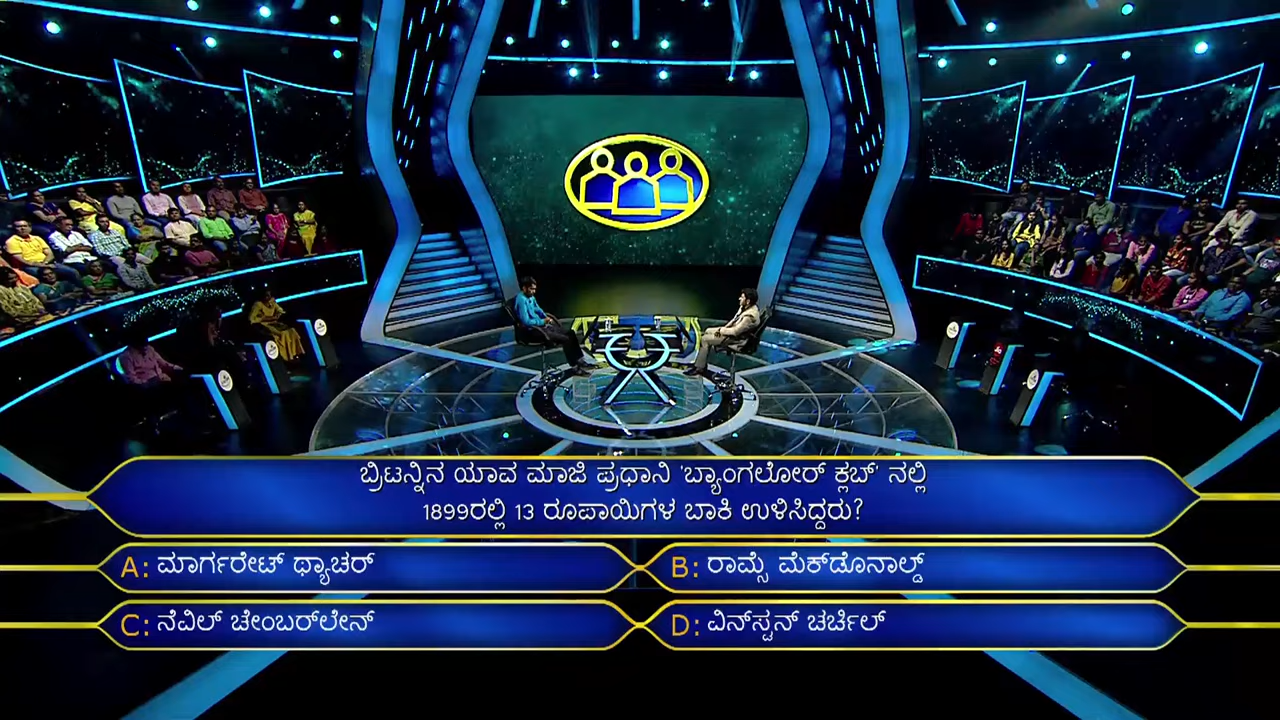 ಬ್ರಿಟನ್ನಿನ ಯಾವ ಮಾಜಿ ಪ್ರಧಾನಿ 'ಬ್ಯಾಂಗಲೋರ್ ಕ್ಲಬ್' ನಲ್ಲಿ
1899ರಲ್ಲಿ 13 ರೂಪಾಯಿಗಳ ಬಾಕಿ ಉಳಿಸಿದ್ದರು?
A: ಮಾರ್ಗರೇಟ್ ಥ್ಯಾಚರ್
B: ರಾಮ್ಸೆ ಮೆಕ್‌ಡೊನಾಲ್ಡ್
C: ನೆವಿಲ್ ಚೇಂಬರ್‌ಲೇನ್
D: ವಿನ್‌ಸ್ಟನ್ ಚರ್ಚಿಲ್